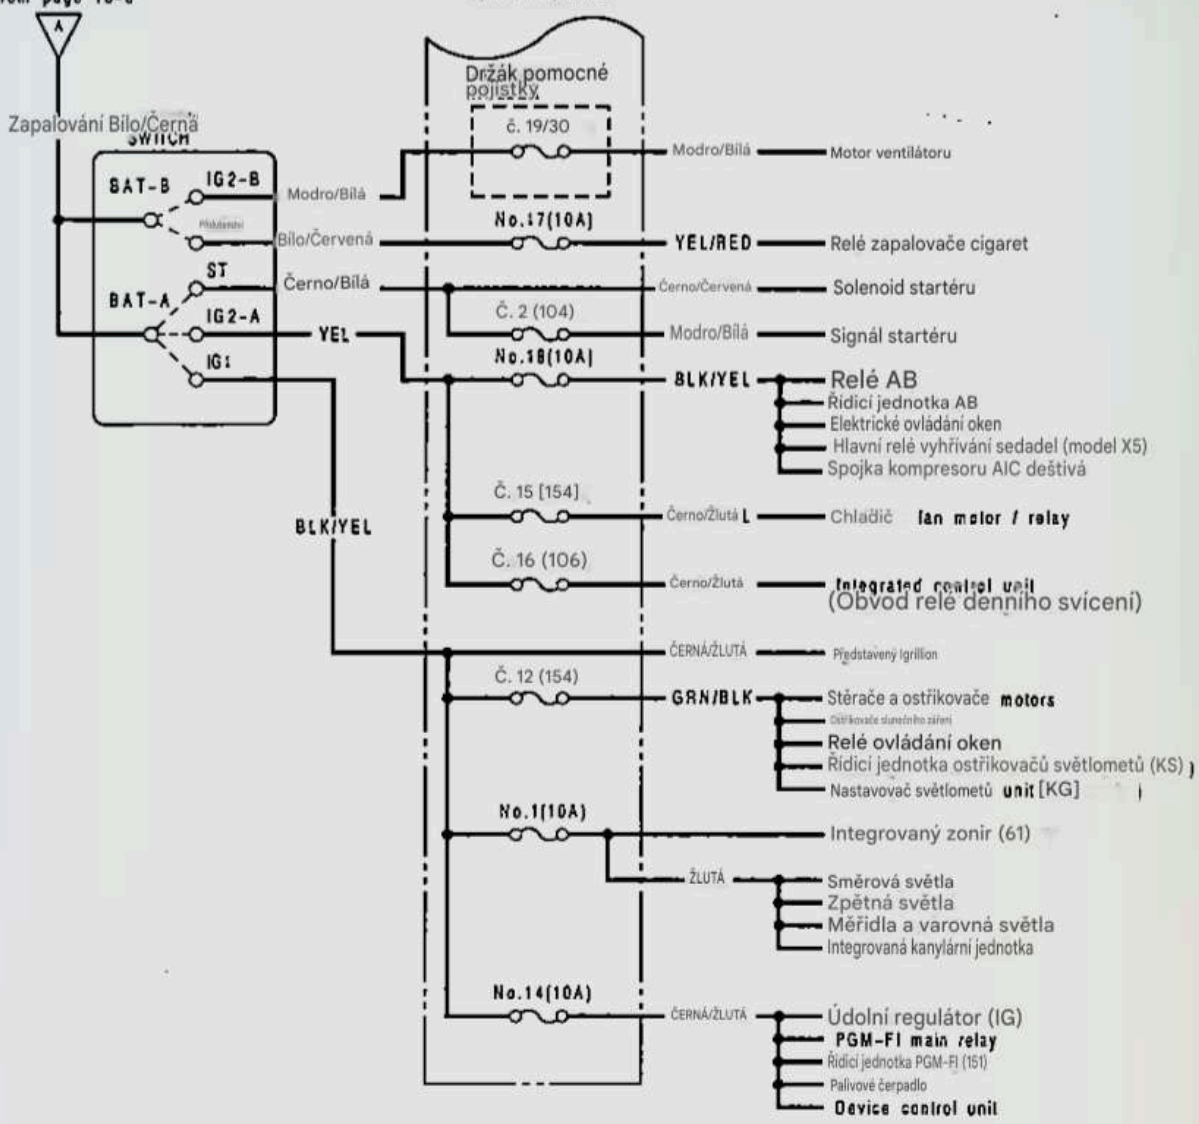 A
Zapalování Bílo/Černá
SWITCH
Držák pomocné
pojistky
č. 19/30
BAT-B
IG2-B
Modro/Bílá
Modro/Bílá
Motor ventilátoru
No.17(10A)
Příslušenství
Bílo/Červená
YEL/RED
Relé zapalovače cigaret
ST
Černo/Bílá
Černo/Červená
Solenoid startéru
BAT-A
IG2-A
YEL
Č. 2 (104)
Modro/Bílá
Signál startéru
No.18(10A)
IG1
BLK/YEL
Relé AB
Řídicí jednotka AB
Elektrické ovládání oken
Hlavní relé vyhřívání sedadel (model X5)
Spojka kompresoru AIC deštivá
Č. 15 [154]
BLK/YEL
Černo/Žlutá L
Chladič fan motor / relay
Č. 16 (106)
Černo/Žlutá
Integrated control unit
(Obvod relé denního svícení)
ČERNÁ/ŽLUTÁ
Představený Igrillion
Č. 12 (154)
GRN/BLK
Stěrače a ostřikovače motors
Relé ovládání oken
Řídicí jednotka ostřikovačů světlometů (KS) )
Nastavovač světlometů unit [KG] )
No.1(10A)
Integrovaný zonir (61)
ŽLUTÁ
Směrová světla
Zpětná světla
Měřidla a varovná světla
Integrovaná kanylární jednotka
No.14(10A)
ČERNÁ/ŽLUTÁ
Údolní regulátor (IG)
PGM-FI main relay
Řídicí jednotka PGM-FI (151)
Palivové čerpadlo
Device control unit